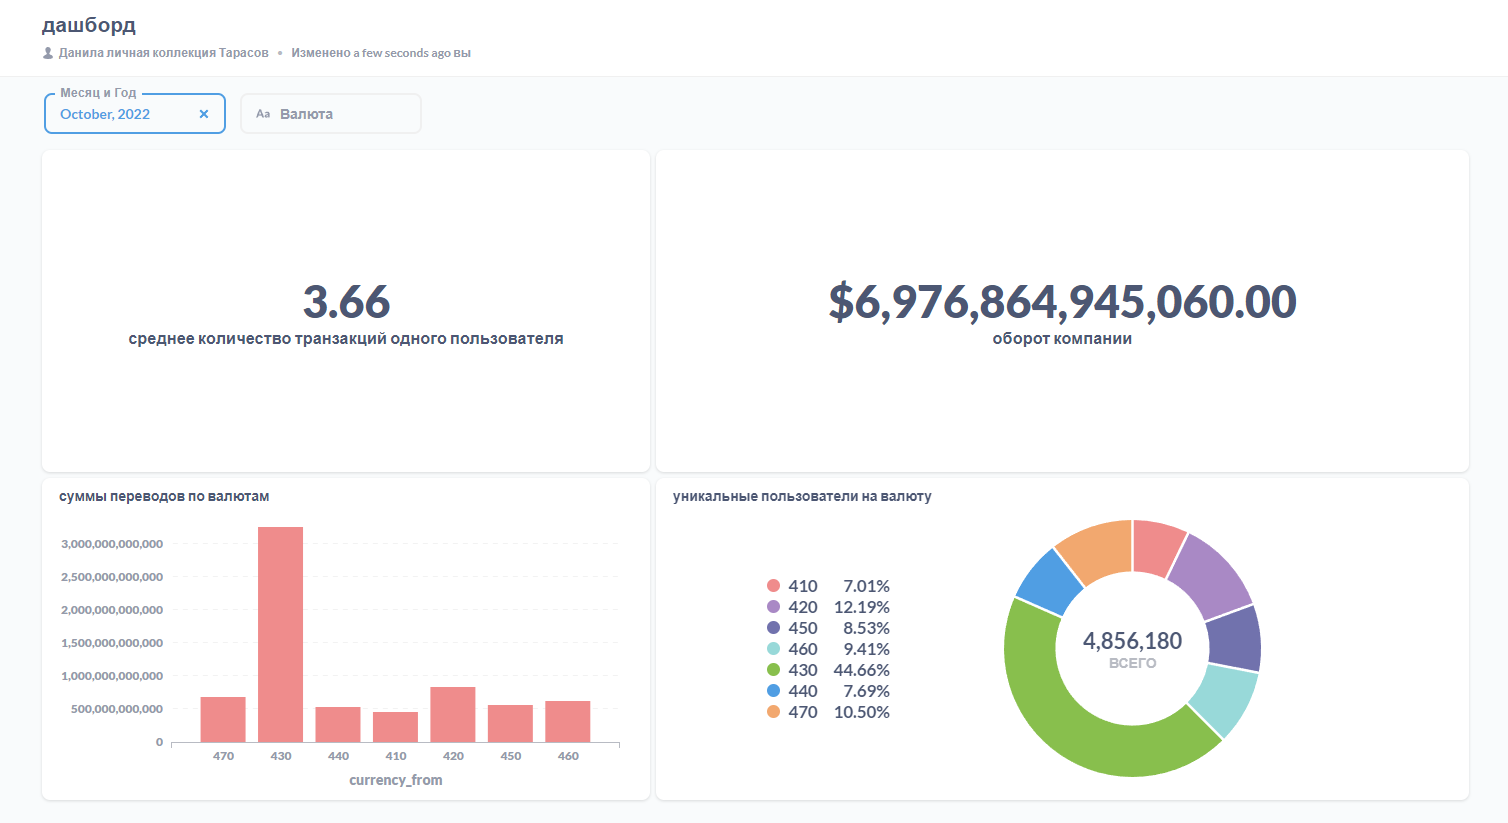 дашборд
Данила личная коллекция Тарасов • Изменено a few seconds ago вы
Месяц и Год
October, 2022
Aa Валюта
3.66
среднее количество транзакций одного пользователя
$6,976,864,945,060.00
оборот компании
суммы переводов по валютам
3,000,000,000,000
2,500,000,000,000
2,000,000,000,000
1,500,000,000,000
1,000,000,000,000
500,000,000,000
0
470 430 440 410 420 450 460
currency_from
уникальные пользователи на валюту
410 7.01%
420 12.19%
450 8.53%
460 9.41%
430 44.66%
440 7.69%
470 10.50%
4,856,180
ВСЕГО